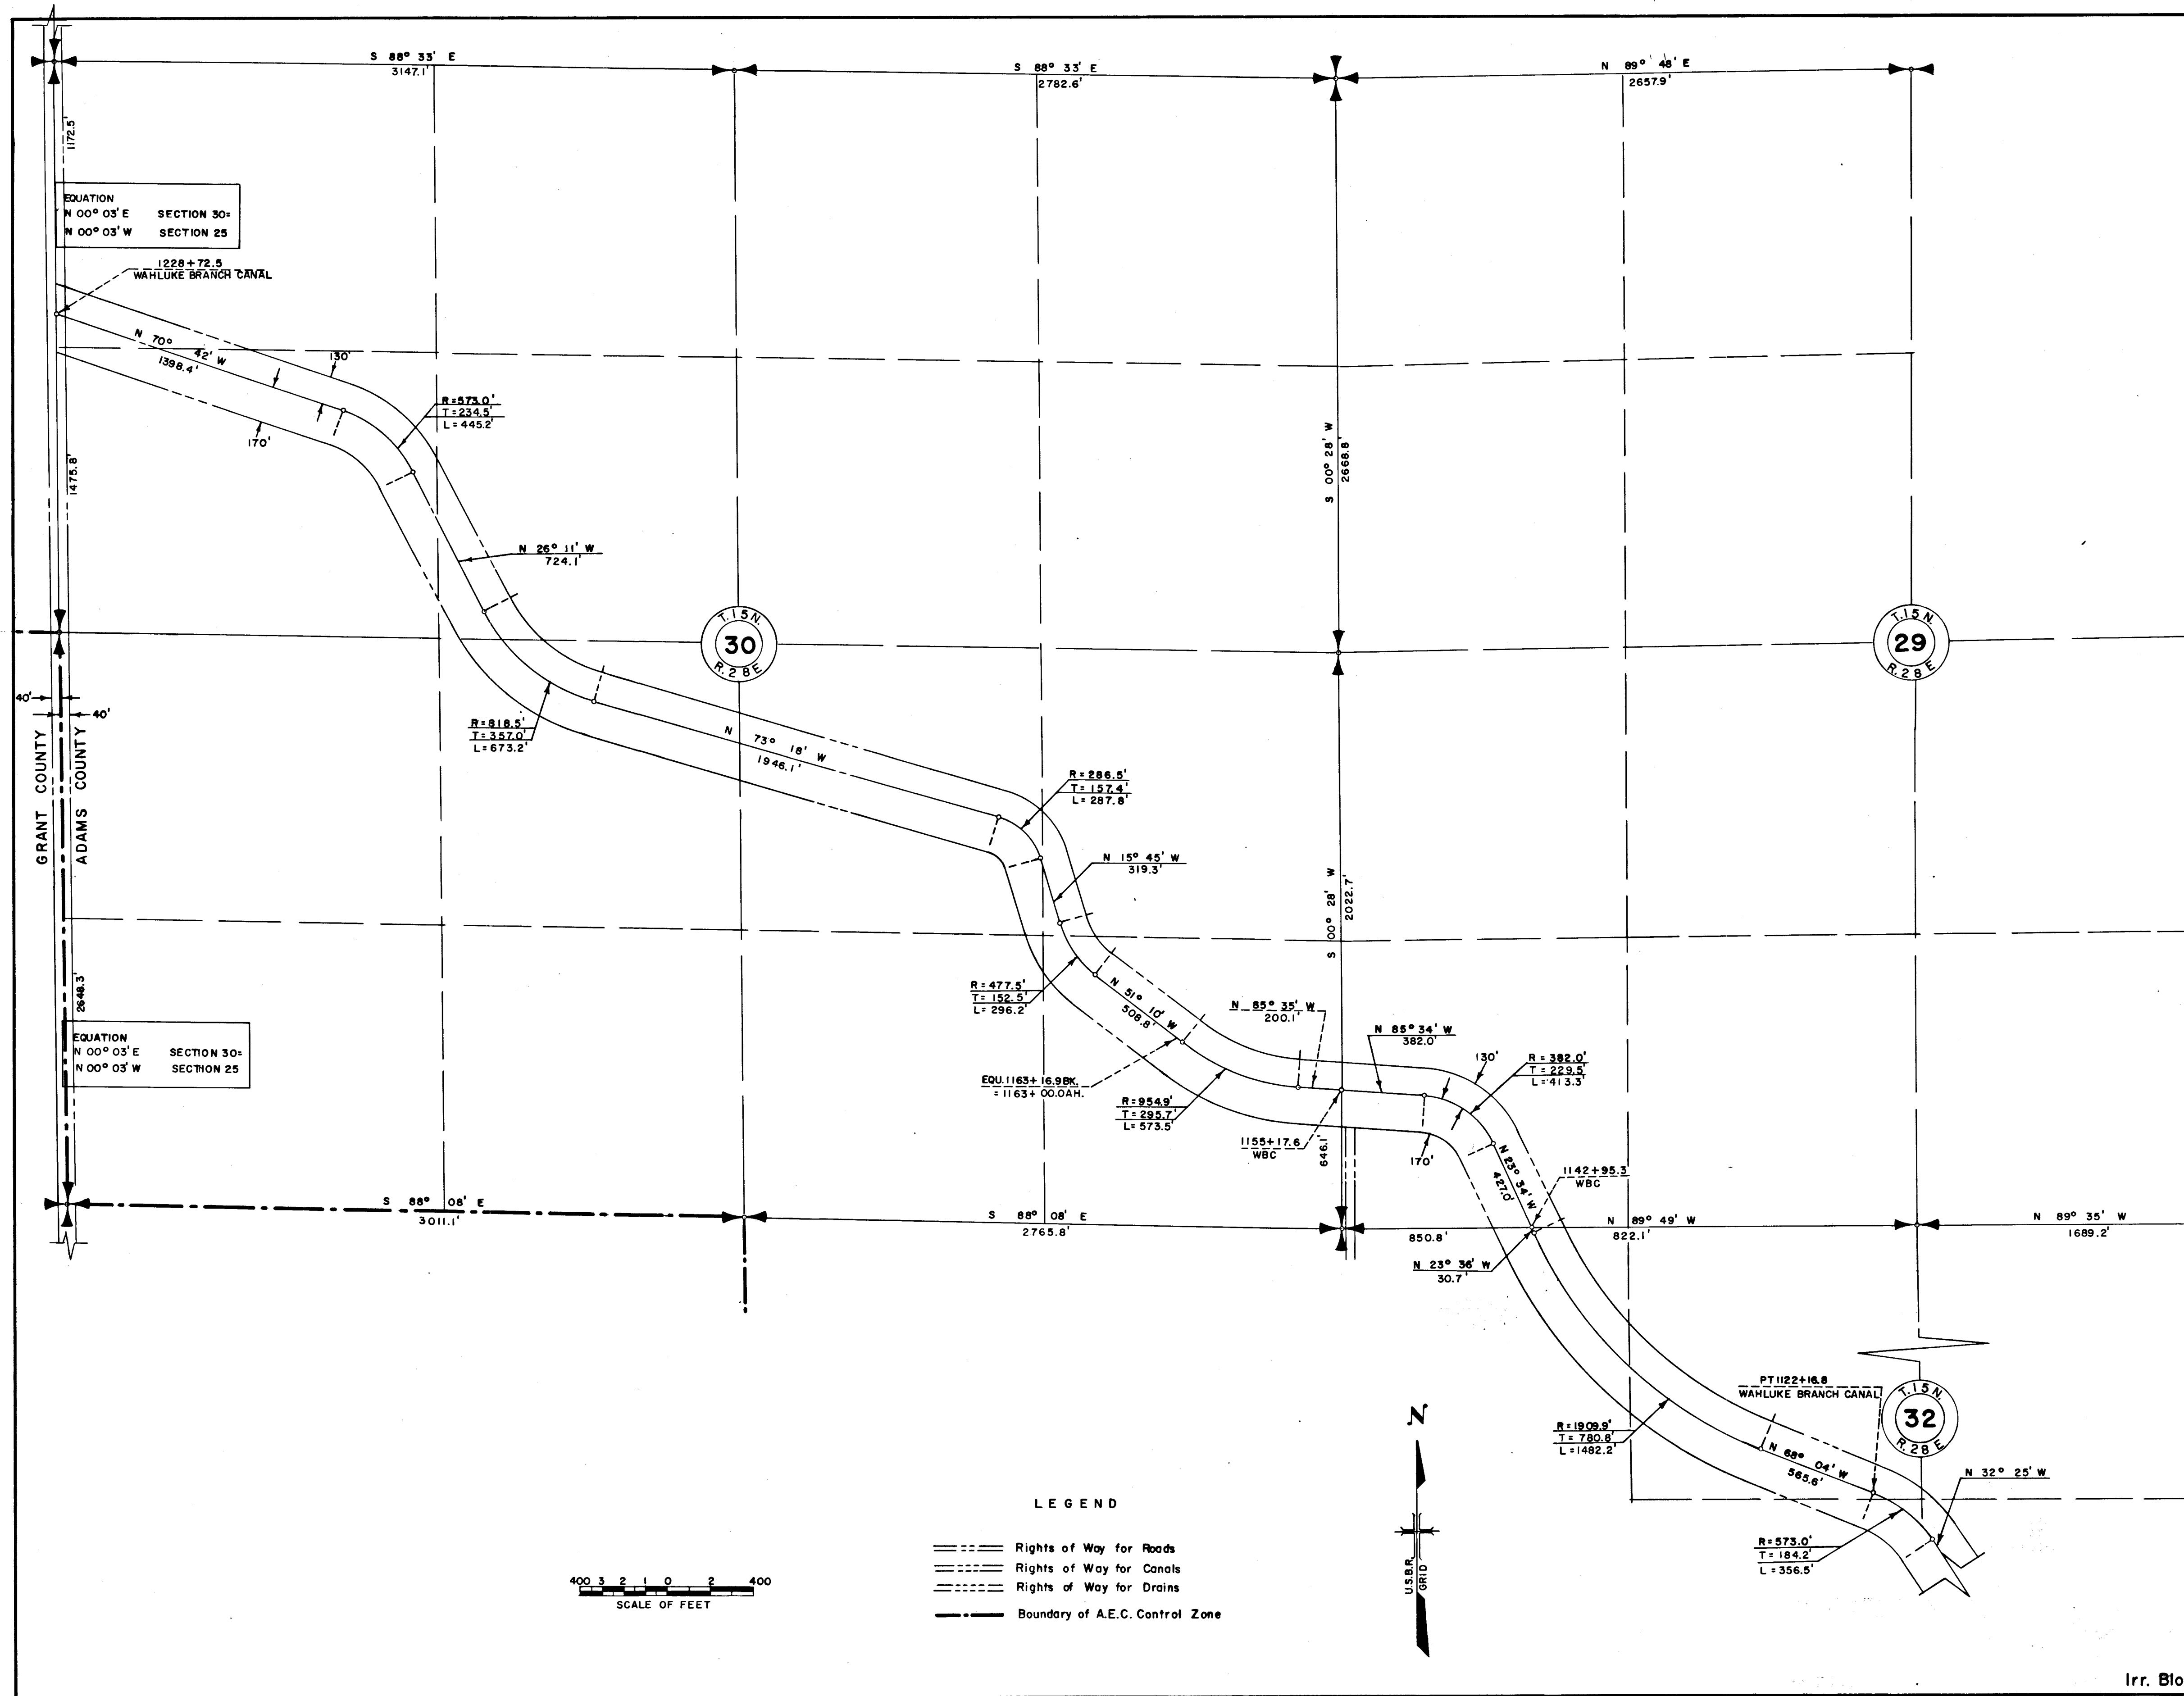 S 88° 33' E
3147.1'
S 88° 33' E
2782.6'
N 89° 48' E
2657.9'
1172.5'
EQUATION
N 00° 03' E SECTION 30=
N 00° 03' W SECTION 25
1228+72.5
WAHLUKE BRANCH CANAL
N 70° 42' W
1398.4'
130'
170'
R=573.0'
T=234.5'
L=445.2'
1475.8'
S 00° 28' W
2668.8'
N 26° 11' W
724.1'
T.15N.
30
R.28E
T.15N.
29
R.28E
40'
40'
GRANT COUNTY
ADAMS COUNTY
R=818.5'
T=357.0'
L=673.2'
N 73° 18' W
1946.1'
R=286.5'
T=157.4'
L=287.8'
N 15° 45' W
319.3'
S 00° 28' W
2022.7'
2648.3'
R=477.5'
T=152.5'
L=296.2'
N 51° 10' W
508.8'
N 85° 35' W
200.1'
N 85° 34' W
382.0'
130'
R=382.0'
T=229.5'
L=413.3'
EQUATION
N 00° 03' E SECTION 30=
N 00° 03' W SECTION 25
EQU.1163+16.9BK.
=1163+00.0AH.
R=954.9'
T=295.7'
L=573.5'
1155+17.6
WBC
646.1'
170'
N 23° 34' W
427.0'
1142+95.3
WBC
S 88° 08' E
3011.1'
S 88° 08' E
2765.8'
850.8'
N 89° 49' W
822.1'
N 89° 35' W
1689.2'
N 23° 36' W
30.7'
PT1122+16.8
WAHLUKE BRANCH CANAL
T.15N.
32
R.28E
R=1909.9'
T=780.8'
L=1482.2'
N 68° 04' W
565.6'
N 32° 25' W
R=573.0'
T=184.2'
L=356.5'
N
U.S.B.R.
GRID
LEGEND
Rights of Way for Roads
Rights of Way for Canals
Rights of Way for Drains
Boundary of A.E.C. Control Zone
400 3 2 1 0 2 400
SCALE OF FEET
Irr. Blo